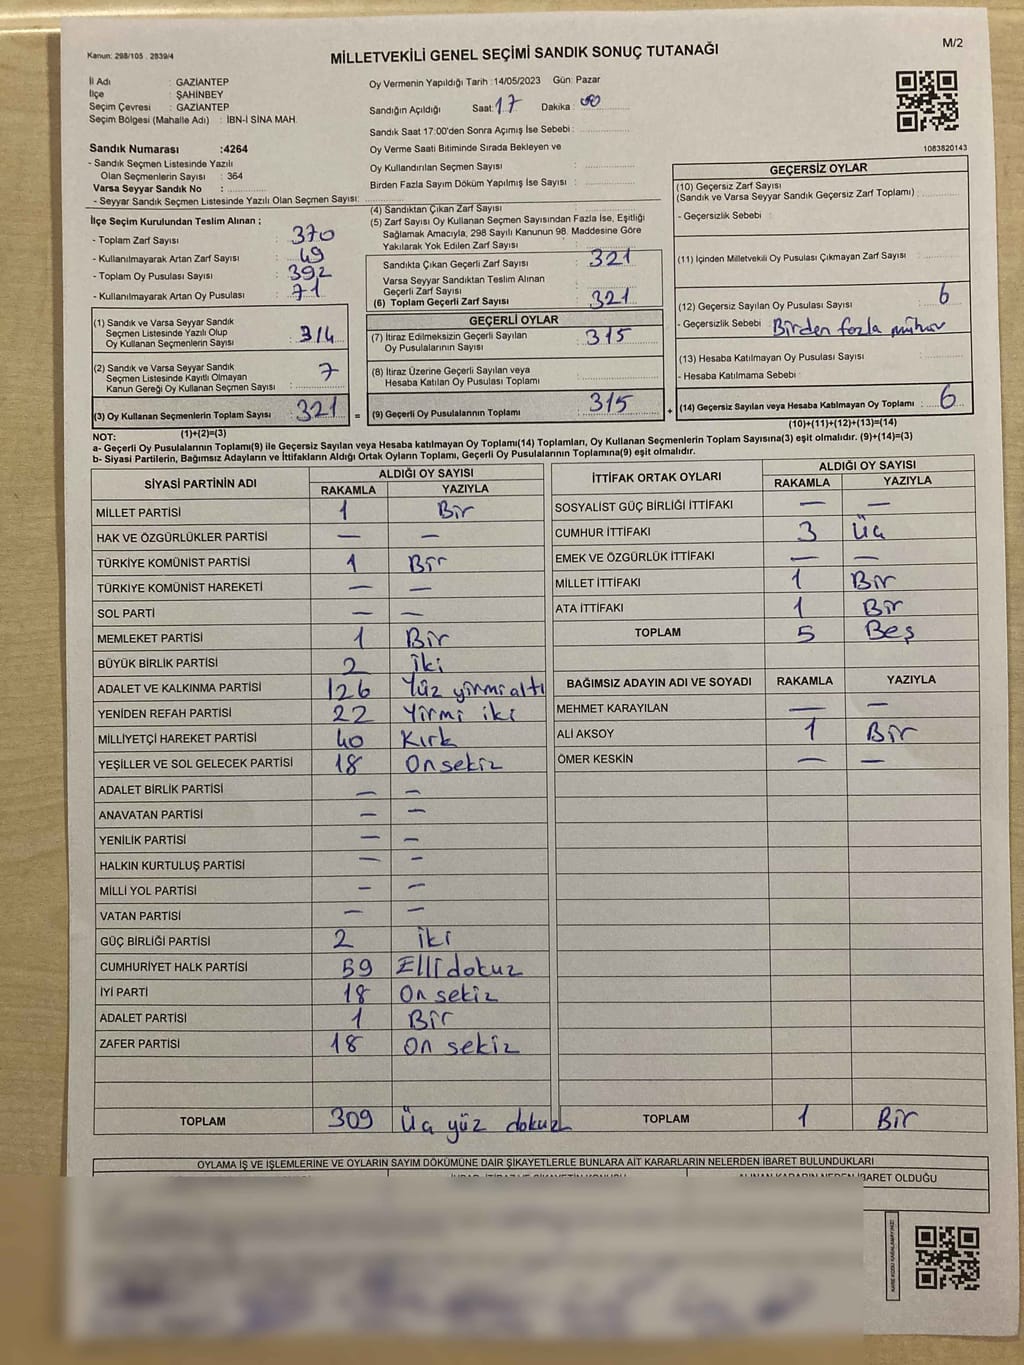 Kanun: 298/105 . 2839/4
MİLLETVEKİLİ GENEL SEÇİMİ SANDIK SONUÇ TUTANAĞI
M/2
İl Adı : GAZİANTEP
İlçe : ŞAHİNBEY
Seçim Çevresi : GAZİANTEP
Seçim Bölgesi (Mahalle Adı) : İBN-İ SİNA MAH.
Sandık Numarası :4264
- Sandık Seçmen Listesinde Yazılı
Olan Seçmenlerin Sayısı : 364
Varsa Seyyar Sandık No :
- Seyyar Sandık Seçmen Listesinde Yazılı Olan Seçmen Sayısı:
Oy Vermenin Yapıldığı Tarih :14/05/2023 Gün: Pazar
Sandığın Açıldığı Saat: 17 Dakika : 00
Sandık Saat 17:00'den Sonra Açımış İse Sebebi :
Oy Verme Saati Bitiminde Sırada Bekleyen ve
Oy Kullandırılan Seçmen Sayısı :
Birden Fazla Sayım Döküm Yapılmış İse Sayısı :
1083820143
İlçe Seçim Kurulundan Teslim Alınan ;
- Toplam Zarf Sayısı : 370
- Kullanılmayarak Artan Zarf Sayısı : 49
- Toplam Oy Pusulası Sayısı : 392
- Kullanılmayarak Artan Oy Pusulası : 71
(1) Sandık ve Varsa Seyyar Sandık
Seçmen Listesinde Yazılı Olup
Oy Kullanan Seçmenlerin Sayısı : 314
(2) Sandık ve Varsa Seyyar Sandık
Seçmen Listesinde Kayıtlı Olmayan
Kanun Gereği Oy Kullanan Seçmen Sayısı : 7
(3) Oy Kullanan Seçmenlerin Toplam Sayısı : 321
(1)+(2)=(3)
(4) Sandıktan Çıkan Zarf Sayısı :
(5) Zarf Sayısı Oy Kullanan Seçmen Sayısından Fazla İse, Eşitliği
Sağlamak Amacıyla, 298 Sayılı Kanunun 98. Maddesine Göre
Yakılarak Yok Edilen Zarf Sayısı :
Sandıkta Çıkan Geçerli Zarf Sayısı : 321
Varsa Seyyar Sandıktan Teslim Alınan
Geçerli Zarf Sayısı :
(6) Toplam Geçerli Zarf Sayısı : 321
GEÇERLİ OYLAR
(7) İtiraz Edilmeksizin Geçerli Sayılan
Oy Pusulalarının Sayısı : 315
(8) İtiraz Üzerine Geçerli Sayılan veya
Hesaba Katılan Oy Pusulası Toplamı :
= (9) Geçerli Oy Pusulalarının Toplamı : 315
GEÇERSİZ OYLAR
(10) Geçersiz Zarf Sayısı
(Sandık ve Varsa Seyyar Sandık Geçersiz Zarf Toplamı) :
- Geçersizlik Sebebi :
(11) İçinden Milletvekili Oy Pusulası Çıkmayan Zarf Sayısı :
(12) Geçersiz Sayılan Oy Pusulası Sayısı : 6
- Geçersizlik Sebebi : Birden fazla mühür
(13) Hesaba Katılmayan Oy Pusulası Sayısı :
- Hesaba Katılmama Sebebi :
+ (14) Geçersiz Sayılan veya Hesaba Katılmayan Oy Toplamı : 6
(10)+(11)+(12)+(13)=(14)
NOT:
a- Geçerli Oy Pusulalarının Toplamı(9) ile Geçersiz Sayılan veya Hesaba katılmayan Oy Toplamı(14) Toplamları, Oy Kullanan Seçmenlerin Toplam Sayısına(3) eşit olmalıdır. (9)+(14)=(3)
b- Siyasi Partilerin, Bağımsız Adayların ve İttifakların Aldığı Ortak Oyların Toplamı, Geçerli Oy Pusulalarının Toplamına(9) eşit olmalıdır.
SİYASİ PARTİNİN ADI ALDIĞI OY SAYISI
RAKAMLA YAZIYLA
MİLLET PARTİSİ 1 Bir
HAK VE ÖZGÜRLÜKLER PARTİSİ — —
TÜRKİYE KOMÜNİST PARTİSİ 1 Bir
TÜRKİYE KOMÜNİST HAREKETİ — —
SOL PARTİ — —
MEMLEKET PARTİSİ 1 Bir
BÜYÜK BİRLİK PARTİSİ 2 iki
ADALET VE KALKINMA PARTİSİ 126 Yüz yirmi altı
YENİDEN REFAH PARTİSİ 22 Yirmi iki
MİLLİYETÇİ HAREKET PARTİSİ 40 Kırk
YEŞİLLER VE SOL GELECEK PARTİSİ 18 On sekiz
ADALET BİRLİK PARTİSİ — —
ANAVATAN PARTİSİ — —
YENİLİK PARTİSİ — —
HALKIN KURTULUŞ PARTİSİ — —
MİLLİ YOL PARTİSİ — —
VATAN PARTİSİ — —
GÜÇ BİRLİĞİ PARTİSİ 2 iki
CUMHURİYET HALK PARTİSİ 59 Elli dokuz
İYİ PARTİ 18 On sekiz
ADALET PARTİSİ 1 Bir
ZAFER PARTİSİ 18 On sekiz
TOPLAM 309 Üç yüz dokuz
İTTİFAK ORTAK OYLARI ALDIĞI OY SAYISI
RAKAMLA YAZIYLA
SOSYALİST GÜÇ BİRLİĞİ İTTİFAKI — —
CUMHUR İTTİFAKI 3 Üç
EMEK VE ÖZGÜRLÜK İTTİFAKI — —
MİLLET İTTİFAKI 1 Bir
ATA İTTİFAKI 1 Bir
TOPLAM 5 Beş
BAĞIMSIZ ADAYIN ADI VE SOYADI RAKAMLA YAZIYLA
MEHMET KARAYILAN — —
ALİ AKSOY 1 Bir
ÖMER KESKİN — —
TOPLAM 1 Bir
OYLAMA İŞ VE İŞLEMLERİNE VE OYLARIN SAYIM DÖKÜMÜNE DAİR ŞİKAYETLERLE BUNLARA AİT KARARLARIN NELERDEN İBARET BULUNDUKLARI
İBARET OLDUĞU
KARE KODU KARALAMAYINIZ!